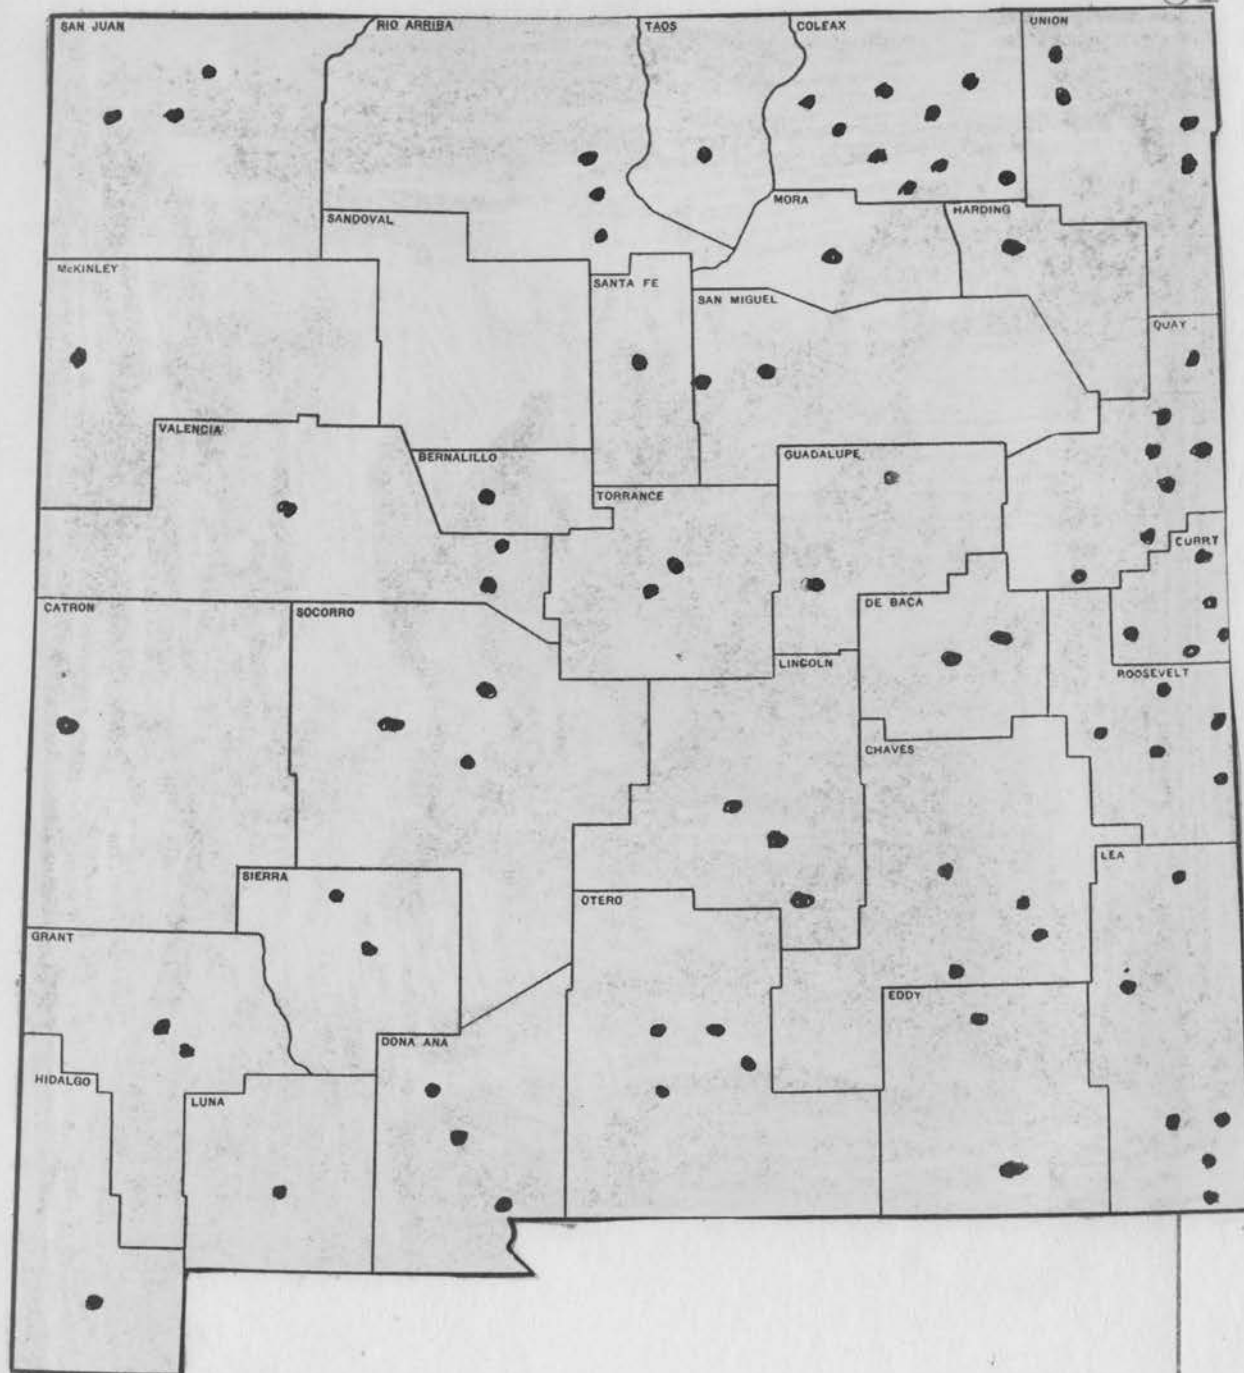 SAN JUAN
RIO ARRIBA
TAOS
COLEAX
UNION
SANDOVAL
MORA
HARDING
McKINLEY
SANTA FE
SAN MIGUEL
QUAY
VALENCIA
BERNALILLO
GUADALUPE
TORRANCE
CURRY
CATRON
SOCORRO
DE BACA
LINCOLN
ROOSEVELT
CHAVES
LEA
SIERRA
OTERO
GRANT
EDDY
DONA ANA
HIDALGO
LUNA